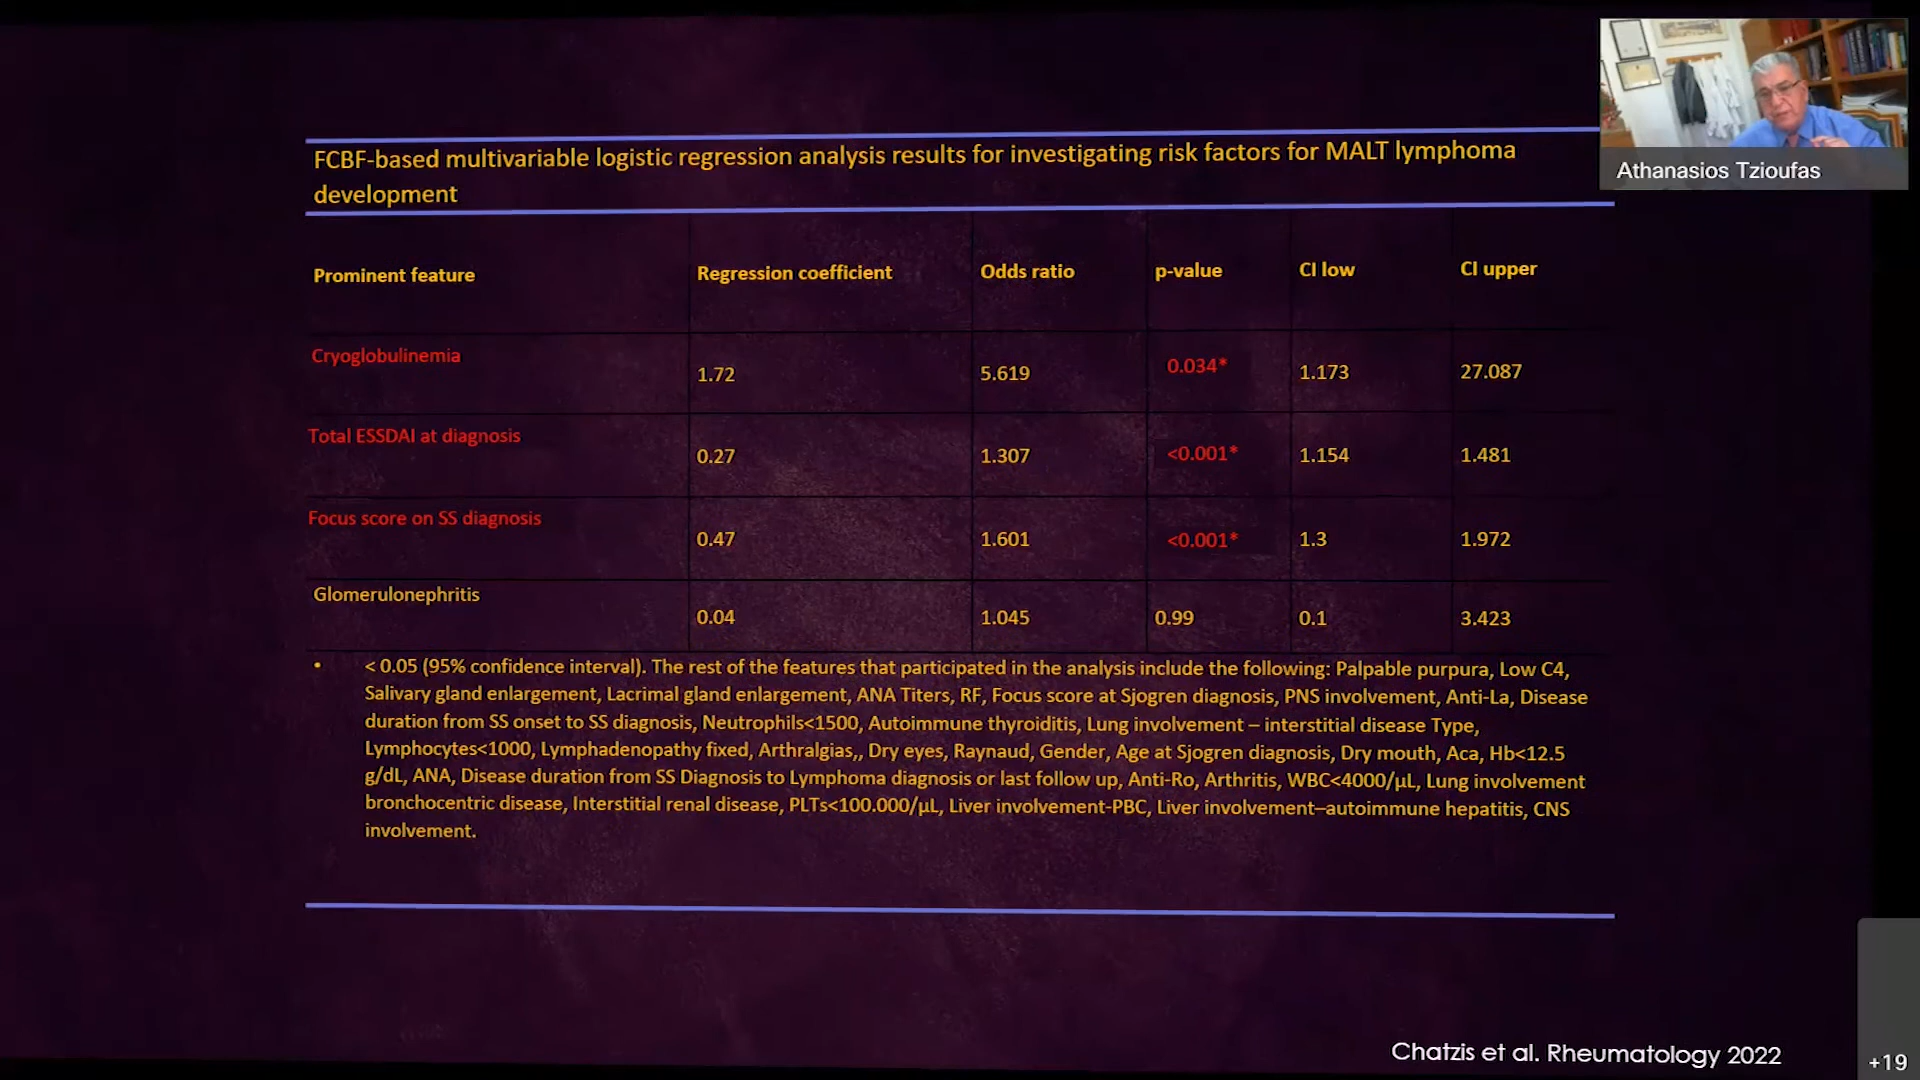 Athanasios Tzioufas
FCBF-based multivariable logistic regression analysis results for investigating risk factors for MALT lymphoma
development
Prominent feature Regression coefficient Odds ratio p-value CI low CI upper
Cryoglobulinemia 1.72 5.619 0.034* 1.173 27.087
Total ESSDAI at diagnosis 0.27 1.307 <0.001* 1.154 1.481
Focus score on SS diagnosis 0.47 1.601 <0.001* 1.3 1.972
Glomerulonephritis 0.04 1.045 0.99 0.1 3.423
• < 0.05 (95% confidence interval). The rest of the features that participated in the analysis include the following: Palpable purpura, Low C4,
Salivary gland enlargement, Lacrimal gland enlargement, ANA Titers, RF, Focus score at Sjogren diagnosis, PNS involvement, Anti-La, Disease
duration from SS onset to SS diagnosis, Neutrophils<1500, Autoimmune thyroiditis, Lung involvement – interstitial disease Type,
Lymphocytes<1000, Lymphadenopathy fixed, Arthralgias,, Dry eyes, Raynaud, Gender, Age at Sjogren diagnosis, Dry mouth, Aca, Hb<12.5
g/dL, ANA, Disease duration from SS Diagnosis to Lymphoma diagnosis or last follow up, Anti-Ro, Arthritis, WBC<4000/μL, Lung involvement
bronchocentric disease, Interstitial renal disease, PLTs<100.000/μL, Liver involvement-PBC, Liver involvement–autoimmune hepatitis, CNS
involvement.
Chatzis et al. Rheumatology 2022
+19